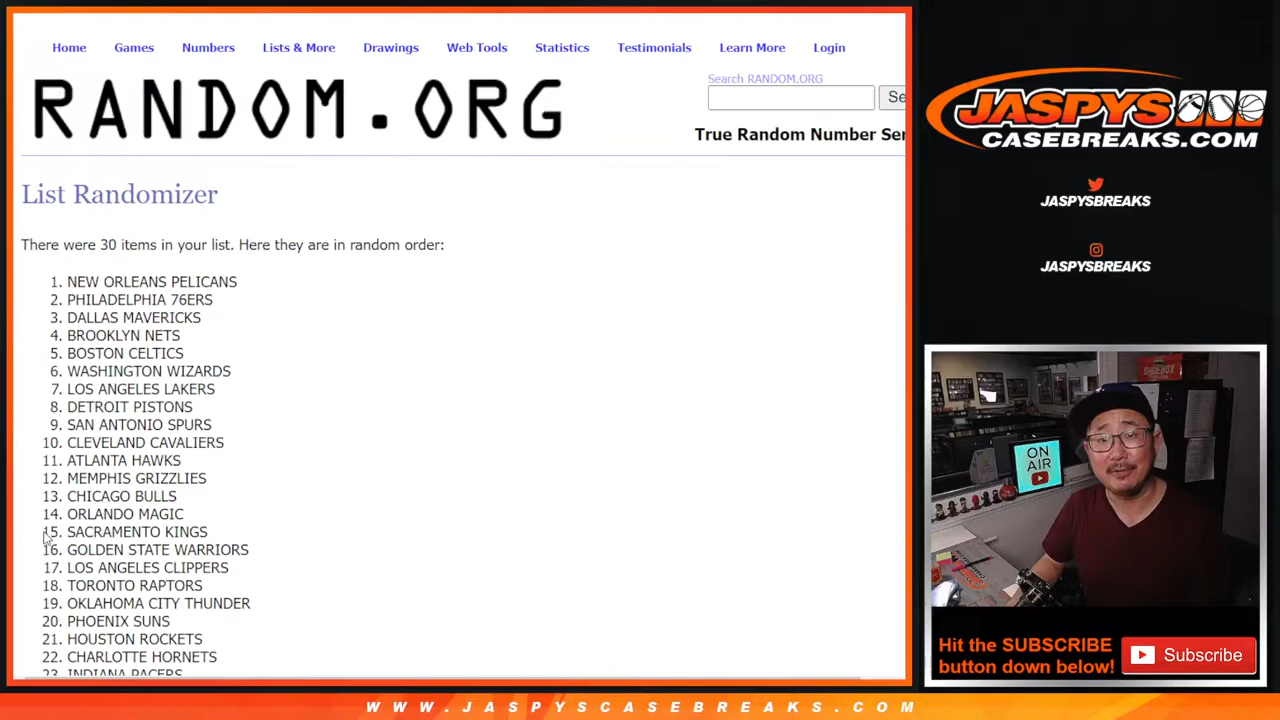 Home Games Numbers Lists & More Drawings Web Tools Statistics Testimonials Learn More Login
RANDOM.ORG
Search RANDOM.ORG
Se
True Random Number Ser
List Randomizer
There were 30 items in your list. Here they are in random order:
1. NEW ORLEANS PELICANS
2. PHILADELPHIA 76ERS
3. DALLAS MAVERICKS
4. BROOKLYN NETS
5. BOSTON CELTICS
6. WASHINGTON WIZARDS
7. LOS ANGELES LAKERS
8. DETROIT PISTONS
9. SAN ANTONIO SPURS
10. CLEVELAND CAVALIERS
11. ATLANTA HAWKS
12. MEMPHIS GRIZZLIES
13. CHICAGO BULLS
14. ORLANDO MAGIC
15. SACRAMENTO KINGS
16. GOLDEN STATE WARRIORS
17. LOS ANGELES CLIPPERS
18. TORONTO RAPTORS
19. OKLAHOMA CITY THUNDER
20. PHOENIX SUNS
21. HOUSTON ROCKETS
22. CHARLOTTE HORNETS
23. INDIANA PACERS
JASPYS
CASEBREAKS.COM
JASPYSBREAKS
JASPYSBREAKS
SHOEBOX
ON
AIR
Hit the SUBSCRIBE
button down below!
Subscribe
WWW.JASPYSCASEBREAKS.COM